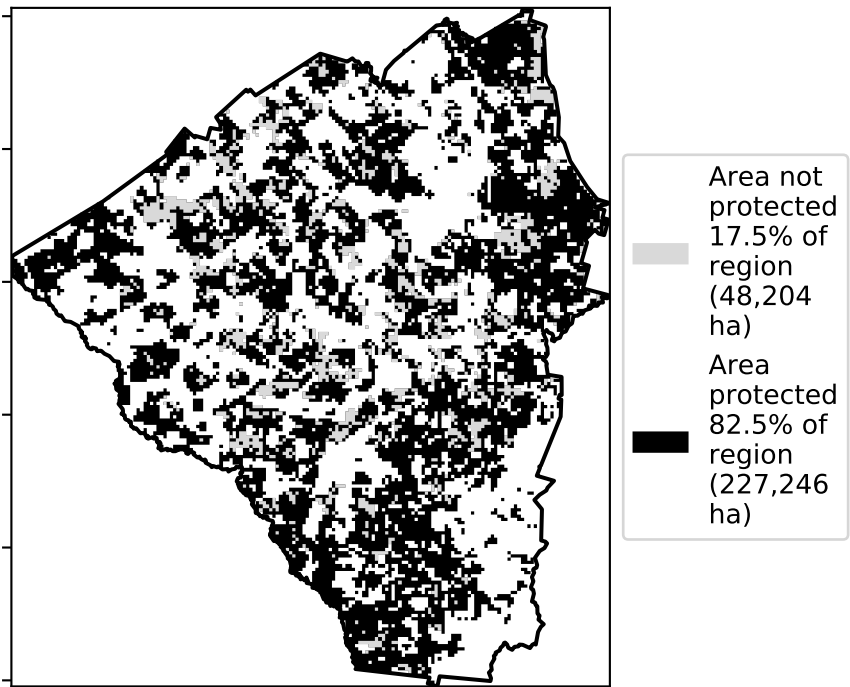 Area not
protected
17.5% of
region
(48,204
ha)
Area
protected
82.5% of
region
(227,246
ha)